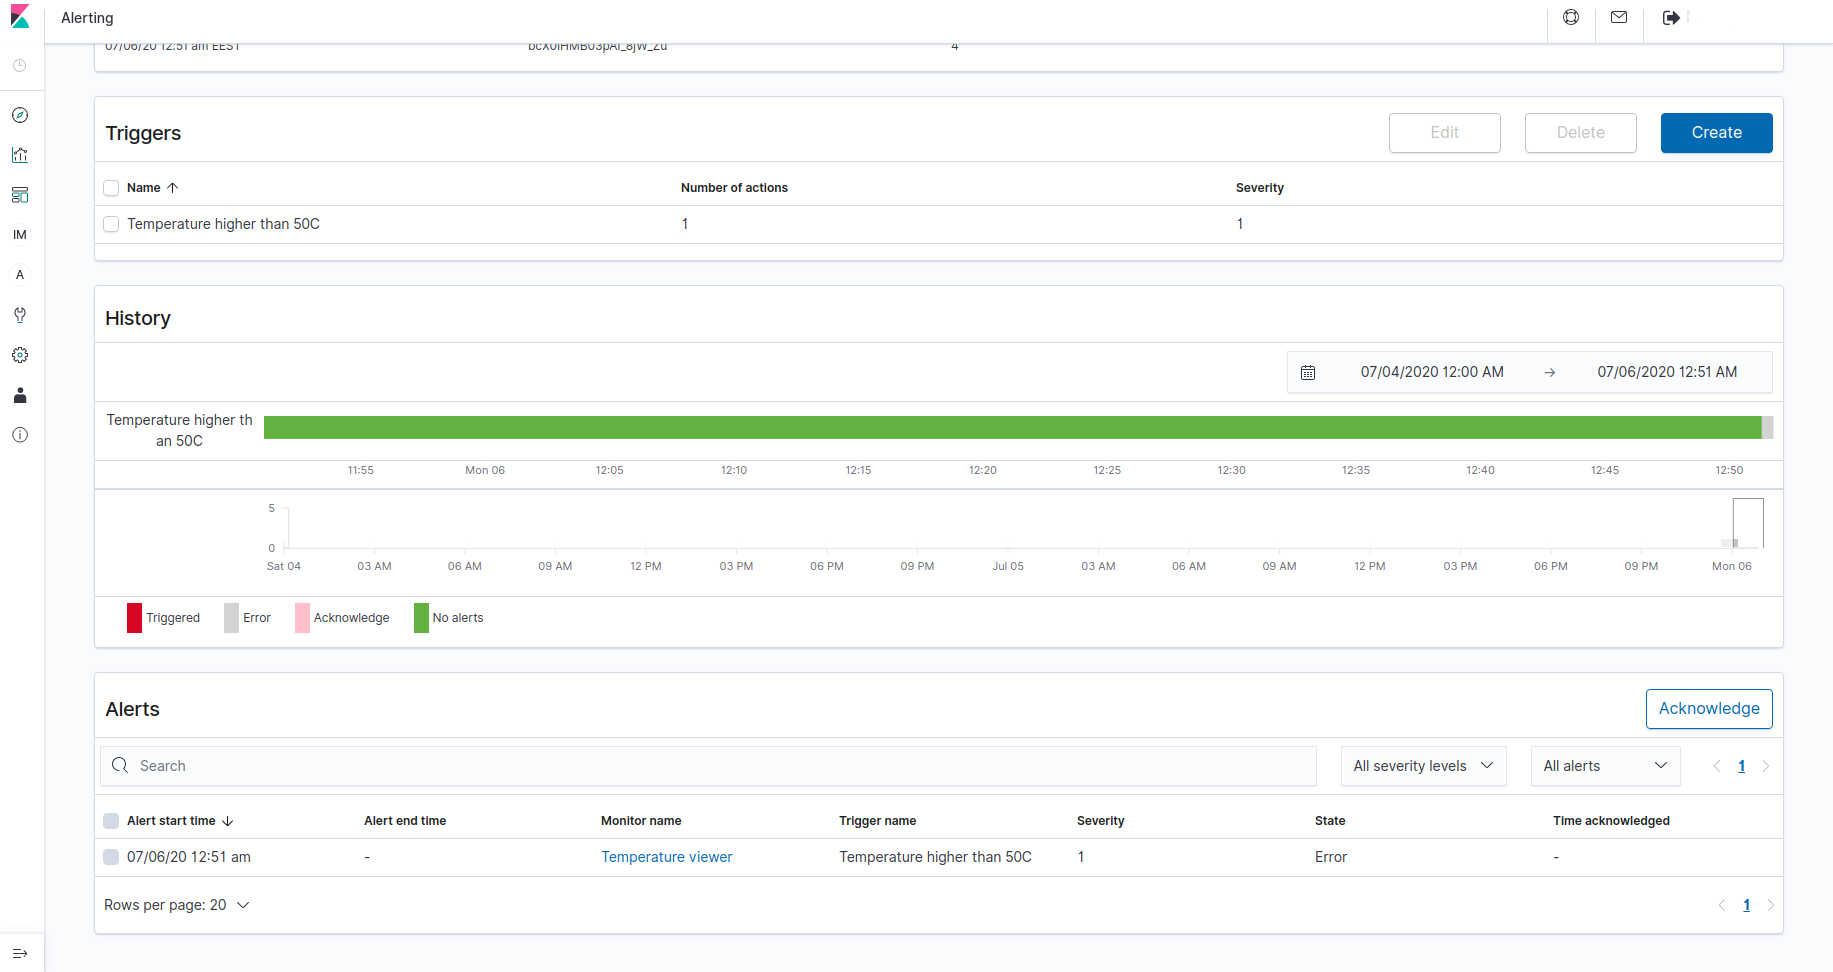 Alerting
07/06/20 12:51 am EEST
4
Triggers
Edit
Delete
Create
Name
Number of actions
Severity
Temperature higher than 50C
1
1
IM
A
History
07/04/2020 12:00 AM → 07/06/2020 12:51 AM
Temperature higher th
an 50C
11:55 Mon 06 12:05 12:10 12:15 12:20 12:25 12:30 12:35 12:40 12:45 12:50
5
0
Sat 04 03 AM 06 AM 09 AM 12 PM 03 PM 06 PM 09 PM Jul 05 03 AM 06 AM 09 AM 12 PM 03 PM 06 PM 09 PM Mon 06
Triggered Error Acknowledge No alerts
Alerts
Acknowledge
Search
All severity levels
All alerts
1
Alert start time Alert end time Monitor name Trigger name Severity State Time acknowledged
07/06/20 12:51 am - Temperature viewer Temperature higher than 50C 1 Error -
Rows per page: 20
1